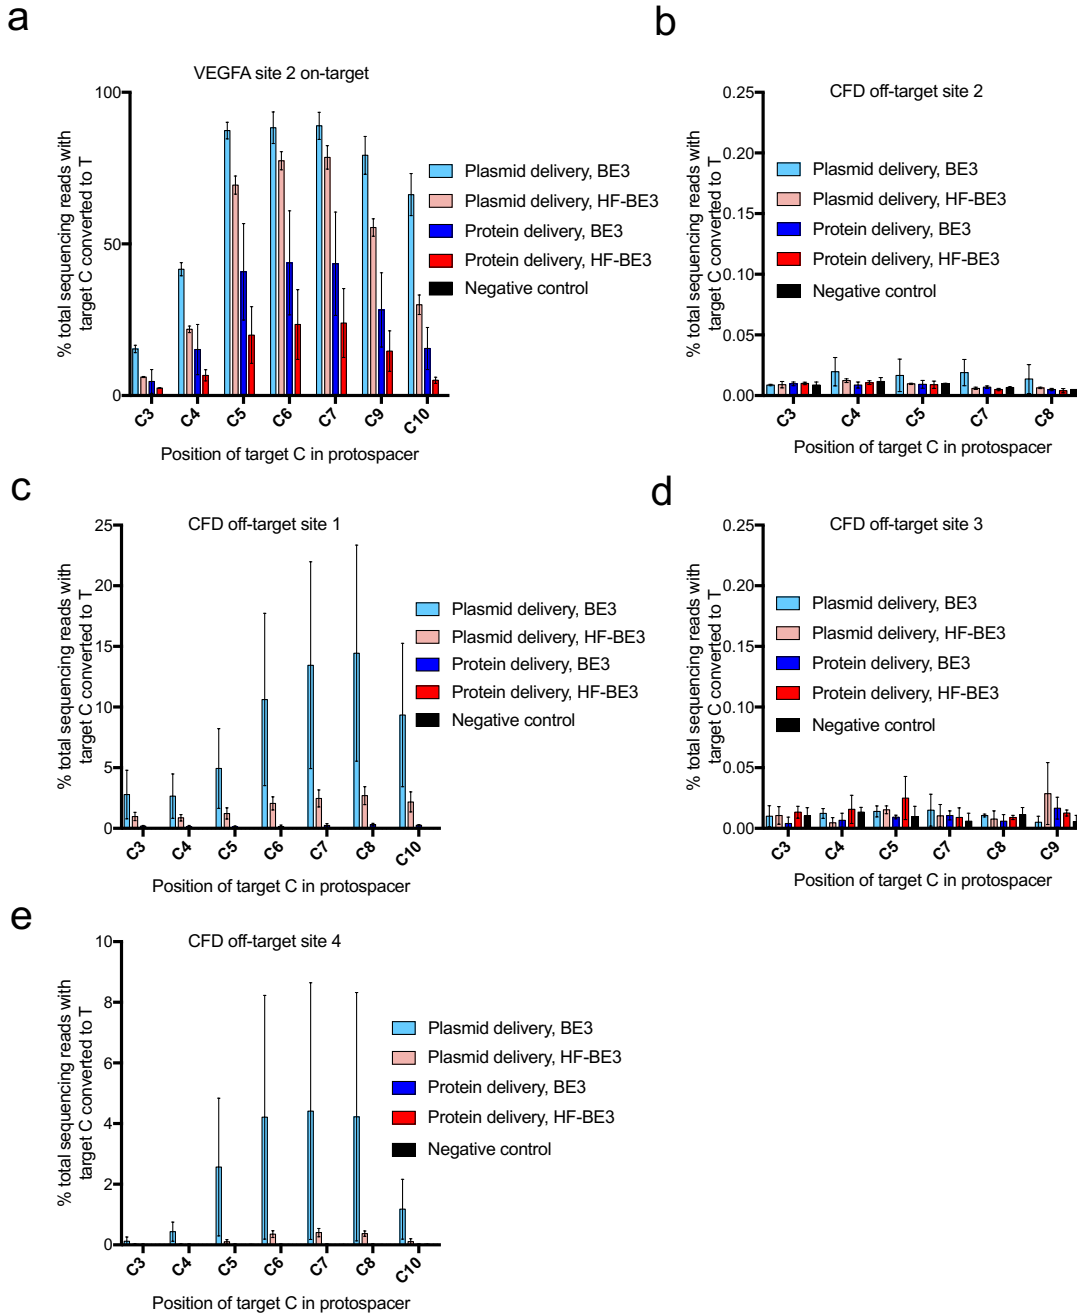 a
VEGFA site 2 on-target
% total sequencing reads with
target C converted to T
100
50
0
C3
C4
C5
C6
C7
C9
C10
Position of target C in protospacer
Plasmid delivery, BE3
Plasmid delivery, HF-BE3
Protein delivery, BE3
Protein delivery, HF-BE3
Negative control
b
CFD off-target site 2
% total sequencing reads with
target C converted to T
0.25
0.20
0.15
0.10
0.05
0.00
C3
C4
C5
C7
C8
Position of target C in protospacer
Plasmid delivery, BE3
Plasmid delivery, HF-BE3
Protein delivery, BE3
Protein delivery, HF-BE3
Negative control
c
CFD off-target site 1
% total sequencing reads with
target C converted to T
25
20
15
10
5
0
C3
C4
C5
C6
C7
C8
C10
Position of target C in protospacer
Plasmid delivery, BE3
Plasmid delivery, HF-BE3
Protein delivery, BE3
Protein delivery, HF-BE3
Negative control
d
CFD off-target site 3
% total sequencing reads with
target C converted to T
0.25
0.20
0.15
0.10
0.05
0.00
C3
C4
C5
C7
C8
C9
Position of target C in protospacer
Plasmid delivery, BE3
Plasmid delivery, HF-BE3
Protein delivery, BE3
Protein delivery, HF-BE3
Negative control
e
CFD off-target site 4
% total sequencing reads with
target C converted to T
10
8
6
4
2
0
C3
C4
C5
C6
C7
C8
C10
Position of target C in protospacer
Plasmid delivery, BE3
Plasmid delivery, HF-BE3
Protein delivery, BE3
Protein delivery, HF-BE3
Negative control